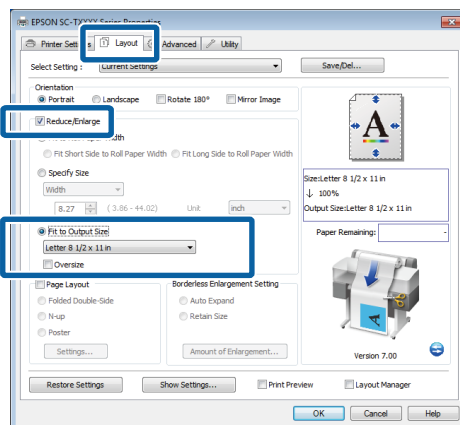 EPSON SC-TXXXX Series Properties
Printer Settings Layout Advanced Utility
Select Setting : Current Settings Save/Del...
Orientation
Portrait Landscape Rotate 180° Mirror Image
Reduce/Enlarge
Width
Fit Short Side to Roll Paper Width Fit Long Side to Roll Paper Width
Specify Size
Width
8.27 ( 3.86 - 44.02) Unit inch
Fit to Output Size
Letter 8 1/2 x 11 in
Oversize
A
Size:Letter 8 1/2 x 11 in
↓ 100%
Output Size:Letter 8 1/2 x 11 in
Paper Remaining: -
Page Layout
Folded Double-Side
N-up
Poster
Settings...
Borderless Enlargement Setting
Auto Expand
Retain Size
Amount of Enlargement...
A
Version 7.00
Restore Settings Show Settings... Print Preview Layout Manager
OK Cancel Help